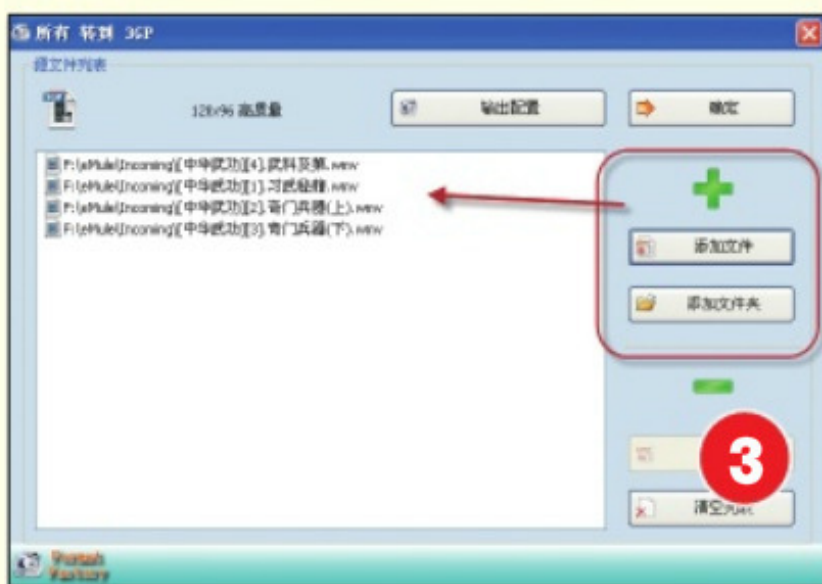 所有 转到 3GP
源文件列表
128x96 高质量
输出配置
确定
F:\eMule\Incoming\[中华武功][4].武科及第.wmv
F:\eMule\Incoming\[中华武功][1].习武秘辛.wmv
F:\eMule\Incoming\[中华武功][2].奇门兵器(上).wmv
F:\eMule\Incoming\[中华武功][3].奇门兵器(下).wmv
添加文件
添加文件夹
3
清空列表
Format
Factory